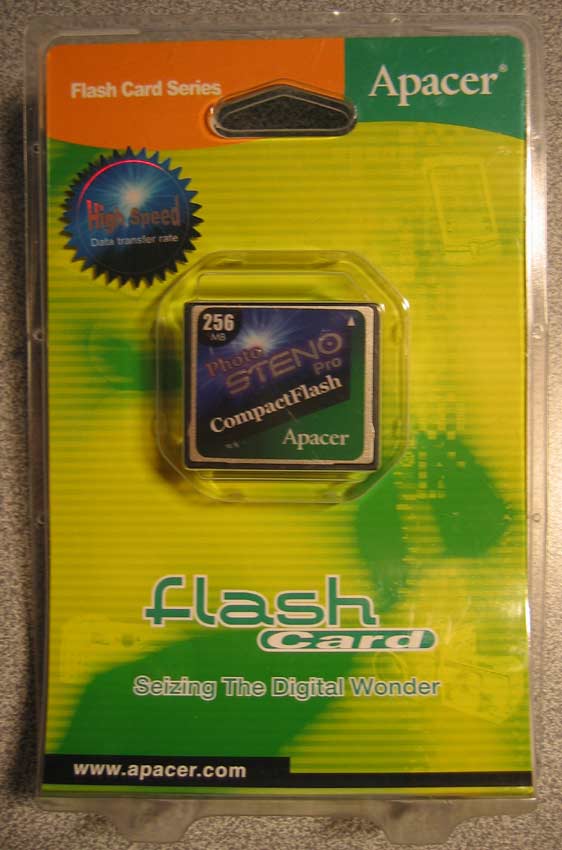 Flash Card Series
Apacer®
High Speed
Data transfer rate
256
MB
Photo
STENO
Pro
CompactFlash
Apacer
flash
card
Seizing The Digital Wonder
www.apacer.com